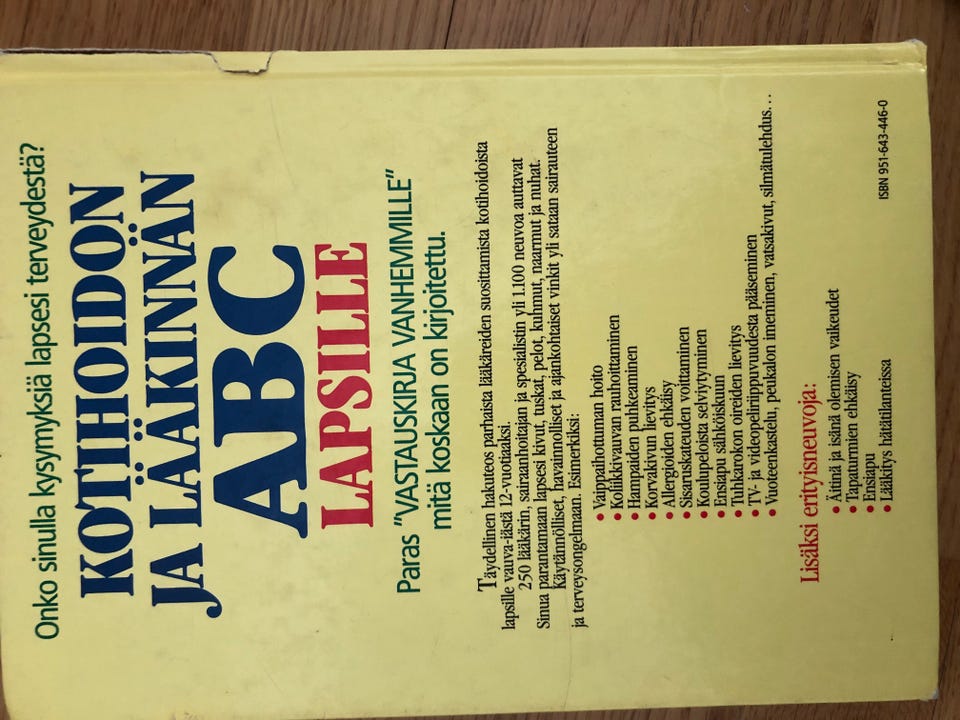 Onko sinulla kysymyksiä lapsesi terveydestä?
KOTIHOIDON
JA LÄÄKINNÄN
ABC
LAPSILLE
Paras "VASTAUSKIRJA VANHEMMILLE"
mitä koskaan on kirjoitettu.
Täydellinen hakuteos parhaista lääkäreiden suosittamista kotihoidoista
lapsille vauva-iästä 12-vuotiaaksi.
250 lääkärin, sairaanhoitajan ja spesialistin yli 1.100 neuvoa auttavat
Sinua parantamaan lapsesi kivut, tuskat, pelot, kuhmut, naarmut ja nuhat.
Käytännölliset, havainnolliset ja ajankohtaiset vinkit yli sataan sairauteen
ja terveysongelmaan. Esimerkiksi:
• Vaippaihottuman hoito
• Koliikkivauvan rauhoittaminen
• Hampaiden puhkeaminen
• Korvakivun lievitys
• Allergioiden ehkäisy
• Sisaruskateuden voittaminen
• Koulupeloista selviytyminen
• Ensiapu sähköiskuun
• Tuhkarokon oireiden lievitys
• TV- ja videopeliriippuvuudesta pääseminen
• Vuoteenkastelu, peukalon imeminen, vatsakivut, silmätulehdus…
Lisäksi erityisneuvoja:
• Äitinä ja isänä olemisen vaikeudet
• Tapaturmien ehkäisy
• Ensiapu
• Lääkitys hätätilanteissa
ISBN 951-643-446-0